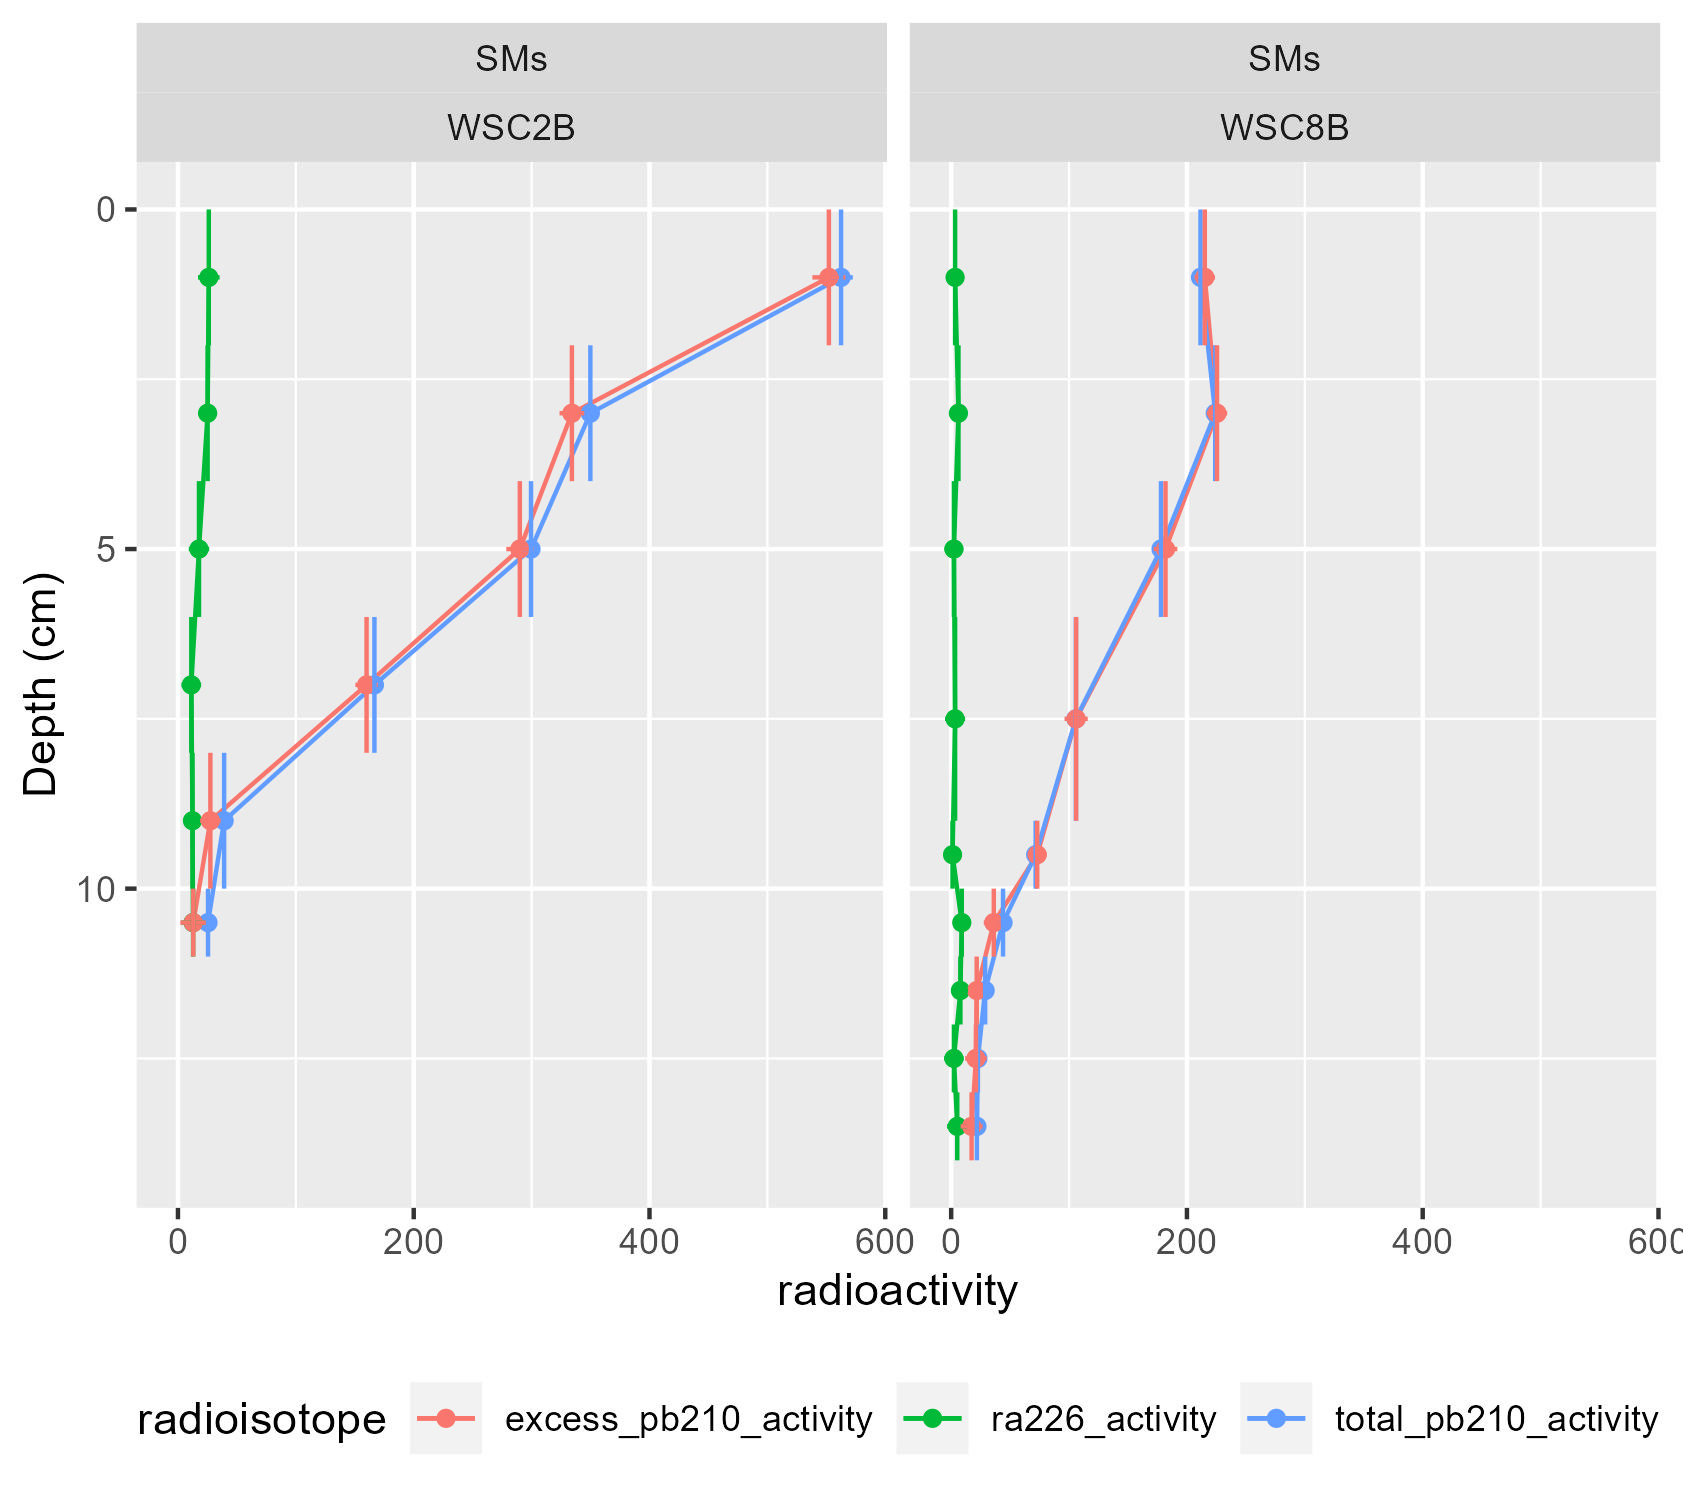 SMs SMs
WSC2B WSC8B
0
5
10
Depth (cm)
0 200 400 600 0 200 400 600
radioactivity
radioisotope excess_pb210_activity ra226_activity total_pb210_activity